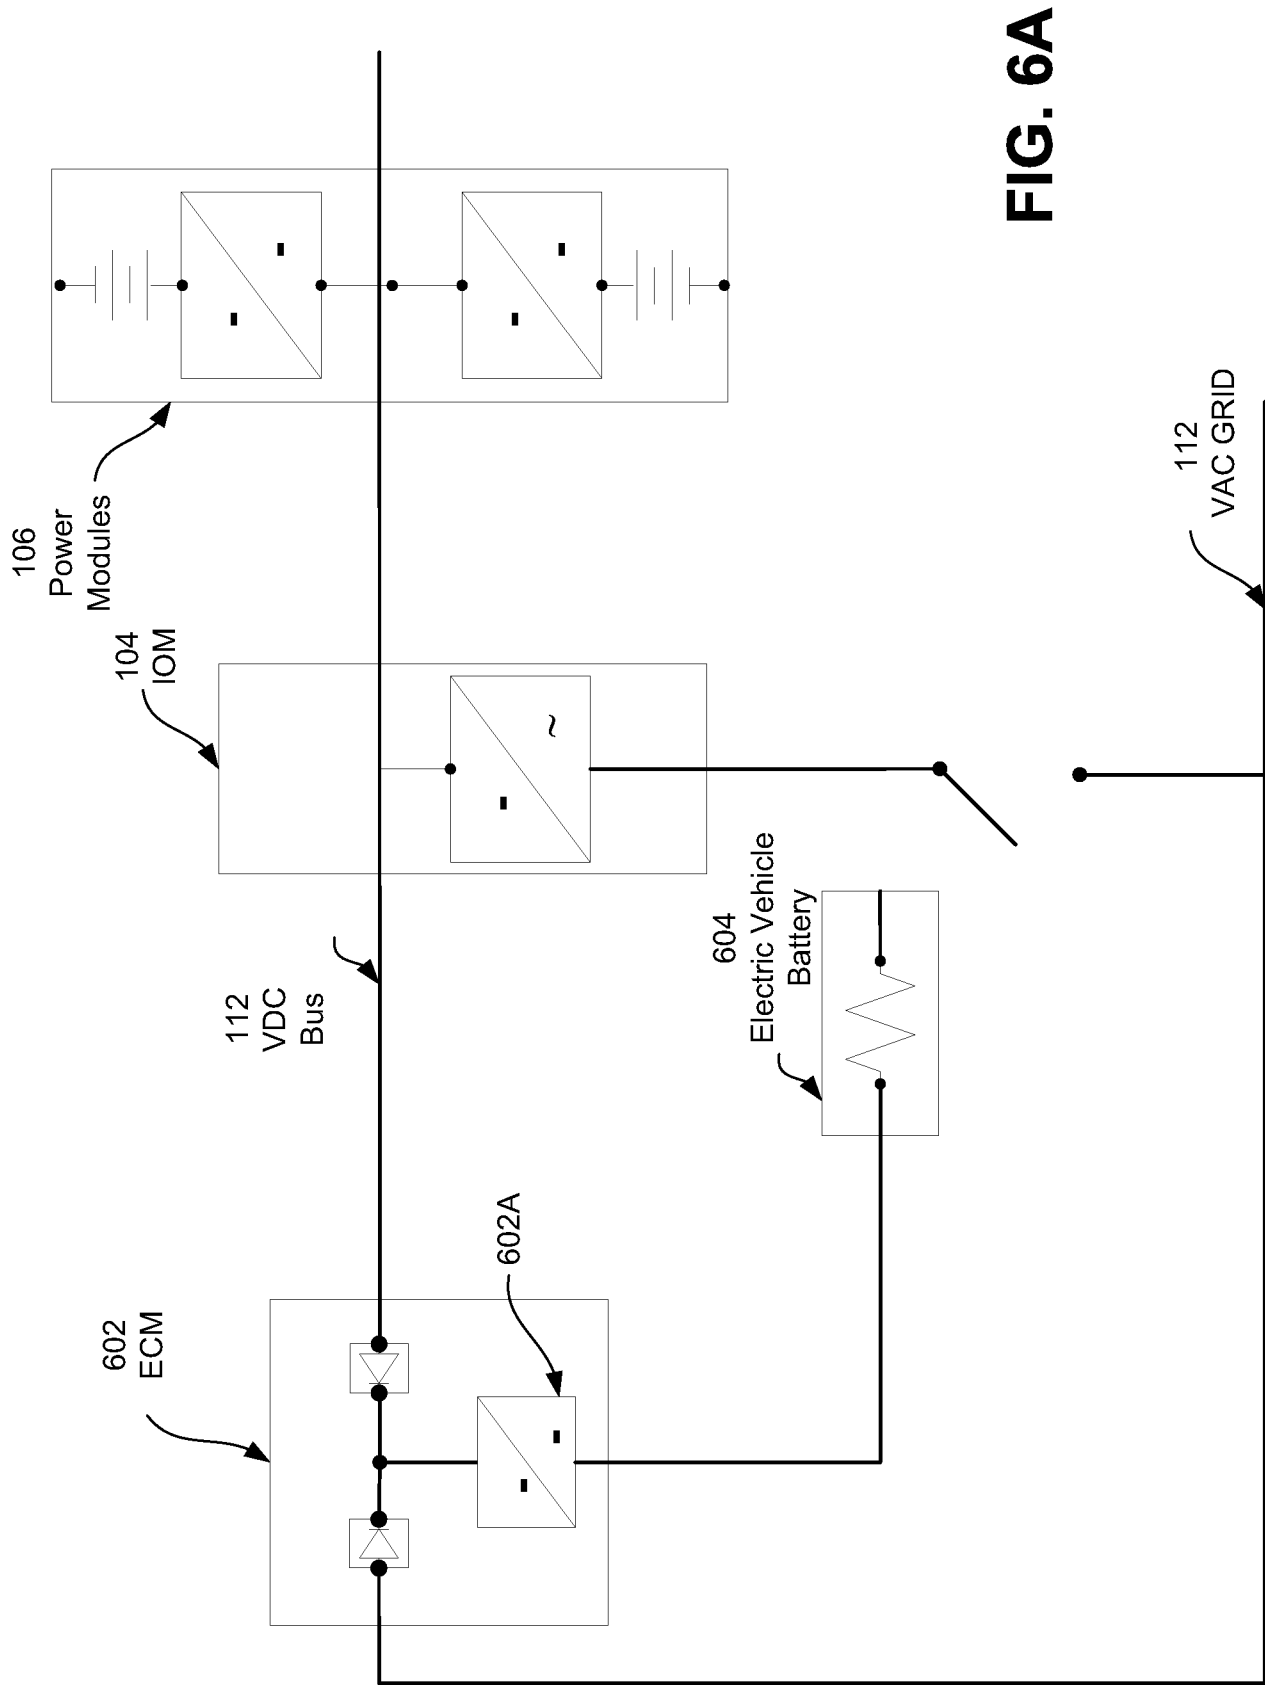 602
ECM
602A
112
VDC
Bus
604
Electric Vehicle
Battery
104
IOM
106
Power
Modules
112
VAC GRID
FIG. 6A